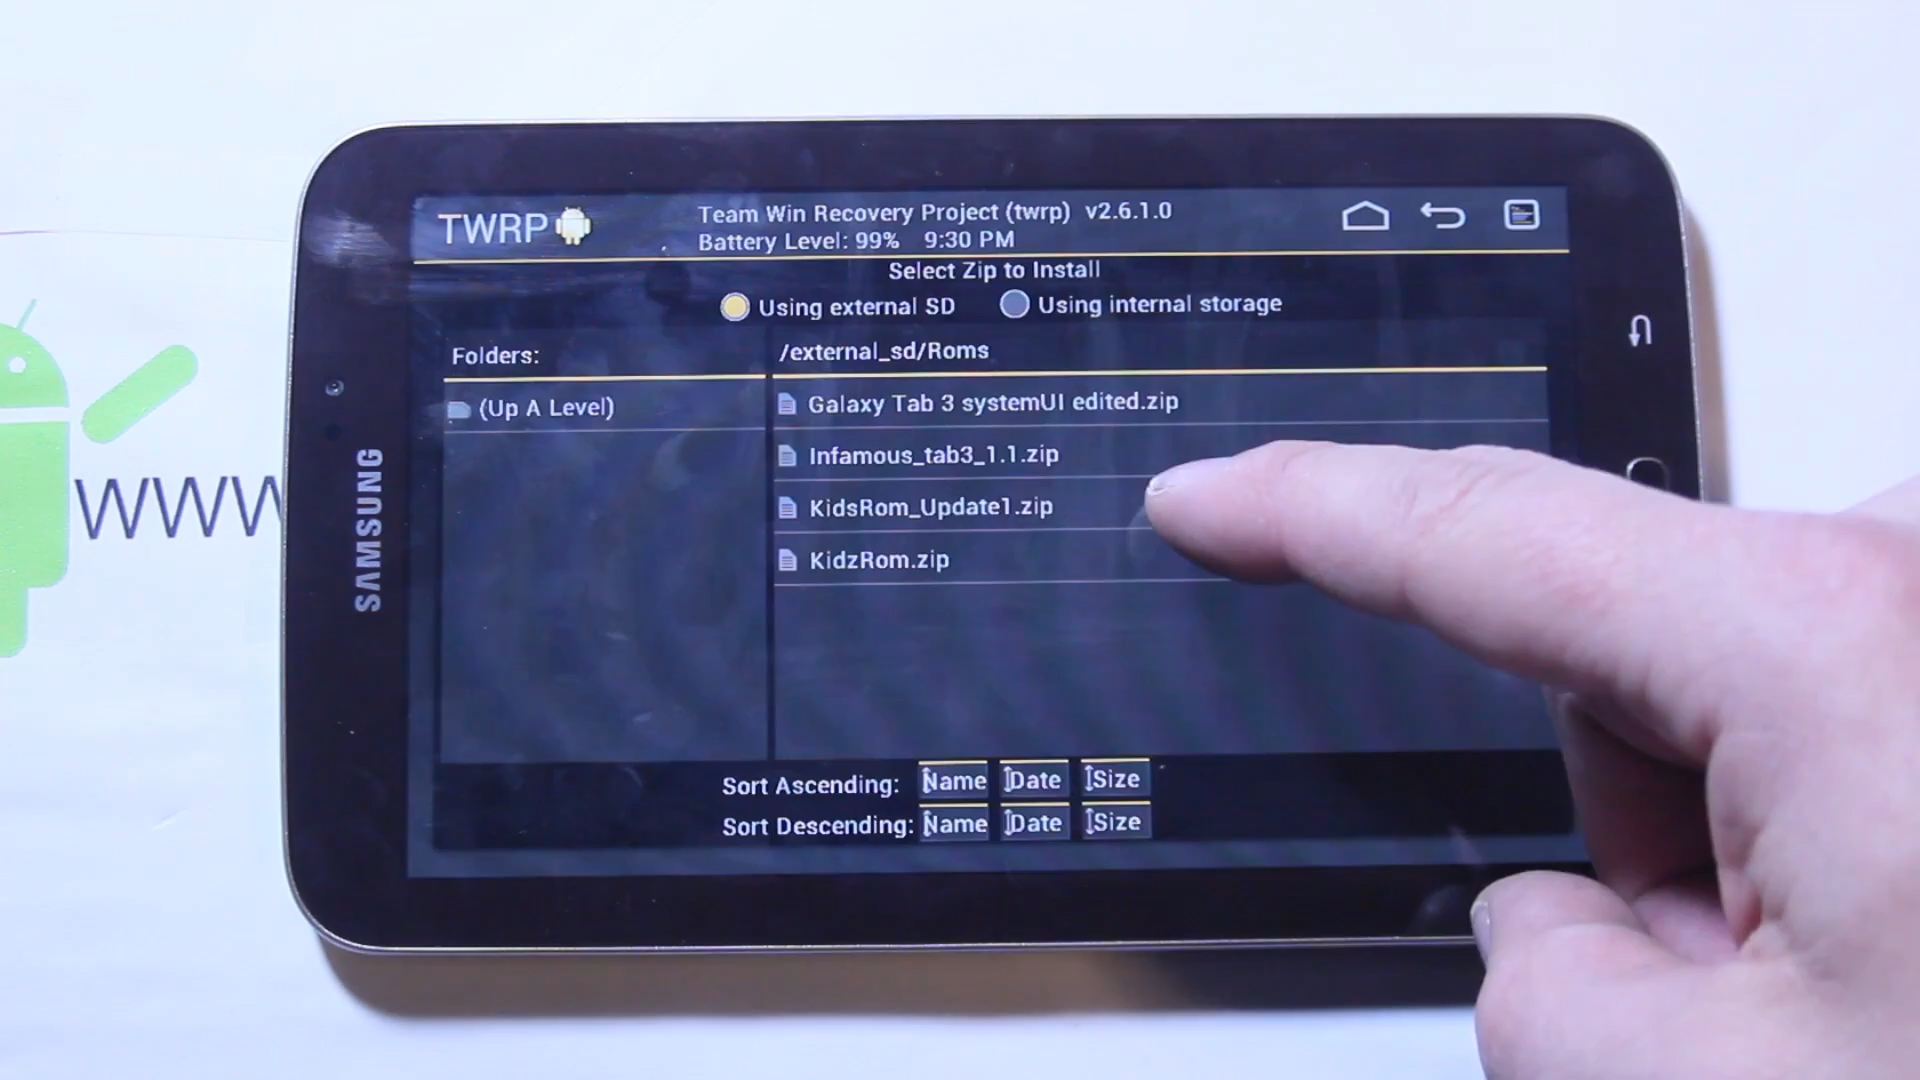 TWRP
Team Win Recovery Project (twrp) v2.6.1.0
Battery Level: 99% 9:30 PM
Select Zip to Install
Using external SD Using internal storage
Folders:
/external_sd/Roms
(Up A Level)
Galaxy Tab 3 systemUI edited.zip
Infamous_tab3_1.1.zip
KidsRom_Update1.zip
KidzRom.zip
Sort Ascending: Name Date Size
Sort Descending: Name Date Size
SAMSUNG
WWW